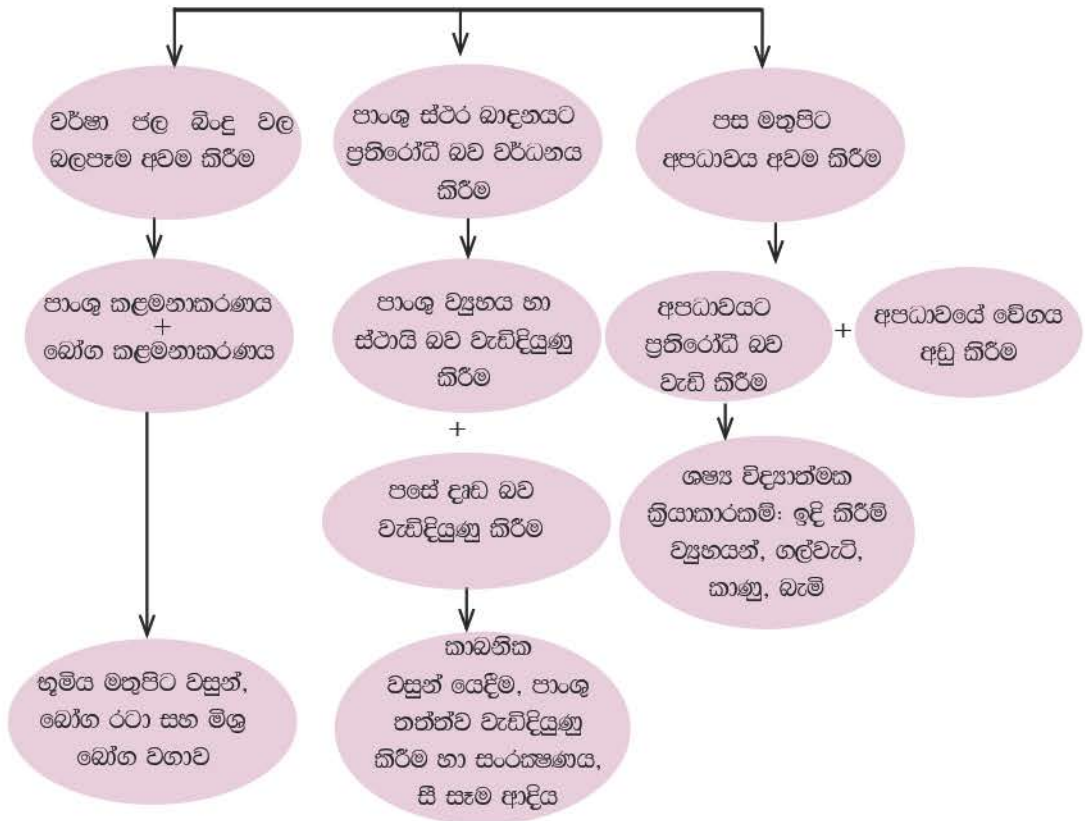 වර්ෂා ජල බිංදු වල
බලපෑම අවම කිරීම
පාංශු ස්ථර ඛාදනයට
ප්‍රතිරෝධී බව වර්ධනය
කිරීම
පස මතුපිට
අපධාවය අවම කිරීම
පාංශු කළමනාකරණය
+
බෝග කළමනාකරණය
පාංශු ව්‍යුහය හා
ස්ථායි බව වැඩිදියුණු
කිරීම
අපධාවයට
ප්‍රතිරෝධී බව
වැඩි කිරීම
+
අපධාවයේ වේගය
අඩු කිරීම
+
පසේ දෘඩ බව
වැඩිදියුණු කිරීම
ශෂ්‍ය විද්‍යාත්මක
ක්‍රියාකාරකම්: ඉදි කිරීම්
ව්‍යුහයන්, ගල්වැටි,
කාණු, බැමි
භූමිය මතුපිට වසුන්,
බෝග රටා සහ මිශ්‍ර
බෝග වගාව
කාබනික
වසුන් යෙදීම, පාංශු
තත්ත්ව වැඩිදියුණු
කිරීම හා සංරක්ෂණය,
සී සෑම ආදිය